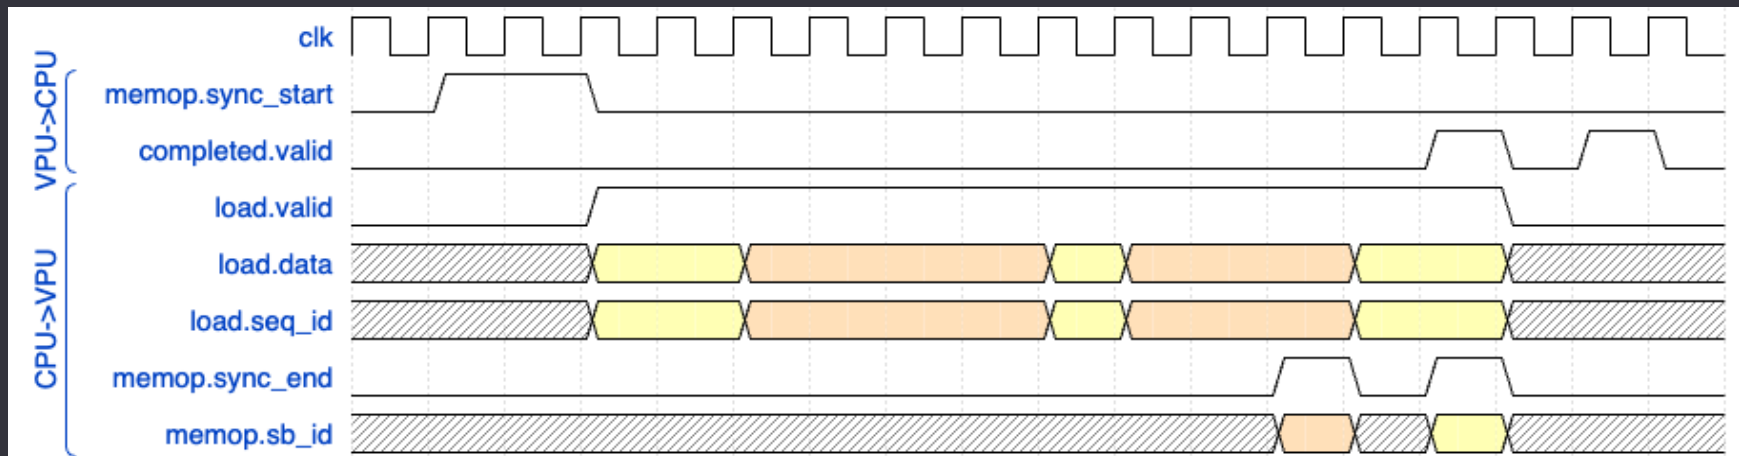 clk
VPU->CPU
memop.sync_start
completed.valid
CPU->VPU
load.valid
load.data
load.seq_id
memop.sync_end
memop.sb_id